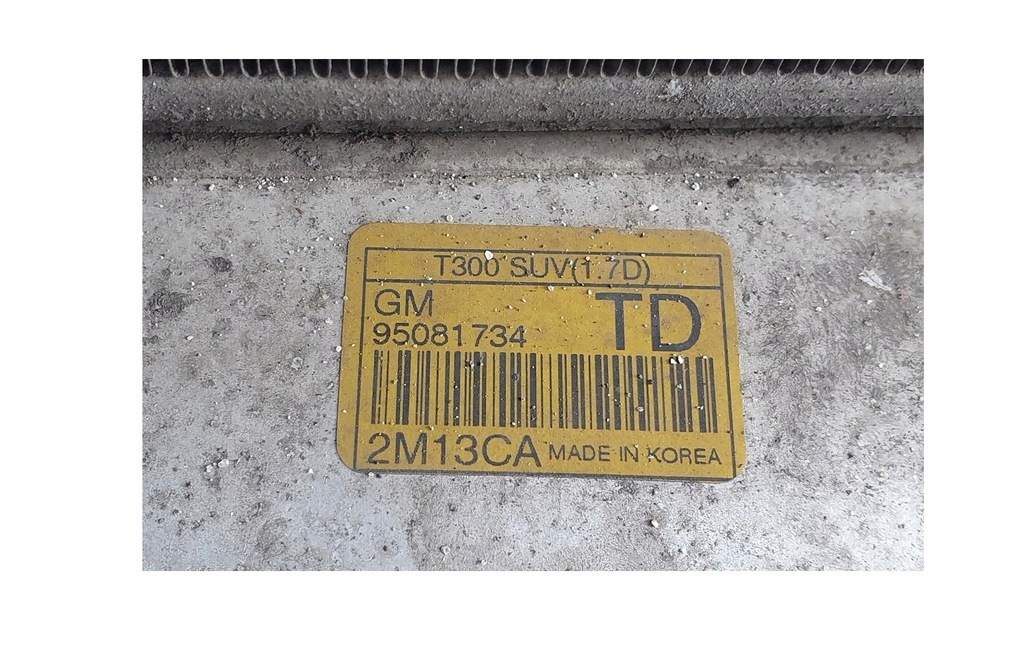 T300 SUV(1.7D)
GM
TD
95081734
2M13CA MADE IN KOREA